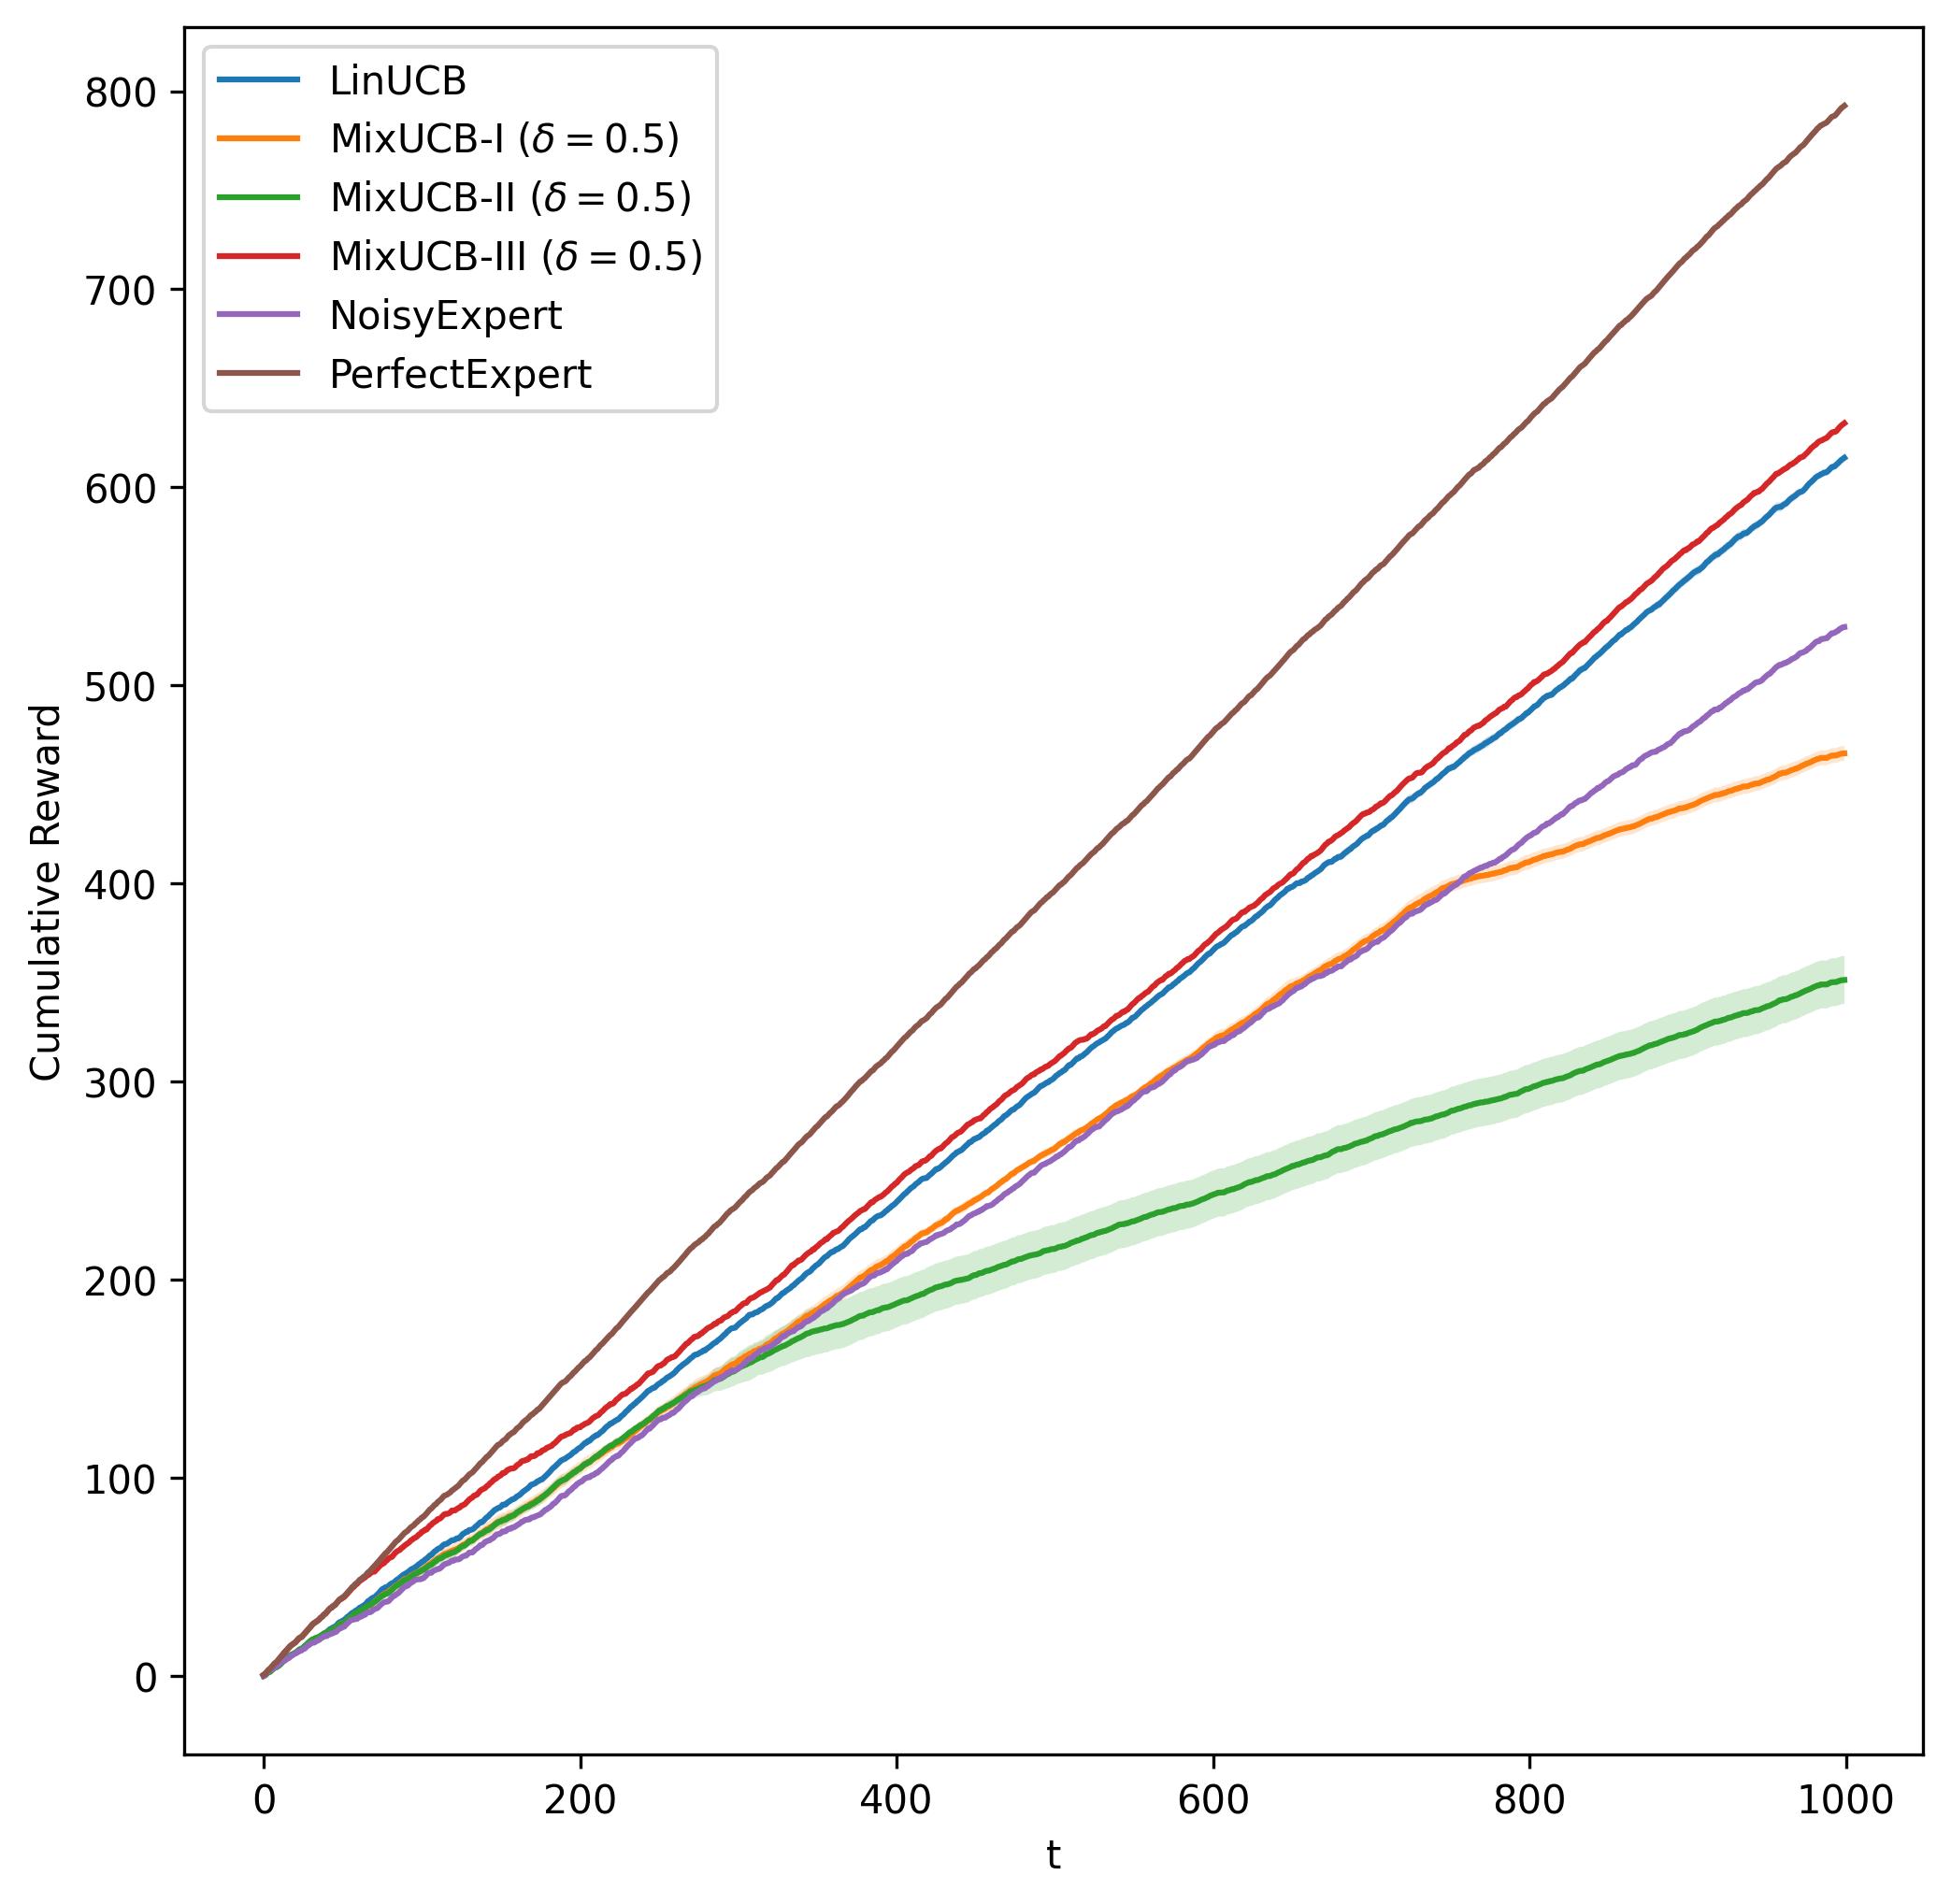 LinUCB
MixUCB-I (δ = 0.5)
MixUCB-II (δ = 0.5)
MixUCB-III (δ = 0.5)
NoisyExpert
PerfectExpert
Cumulative Reward
800
700
600
500
400
300
200
100
0
0 200 400 600 800 1000
t